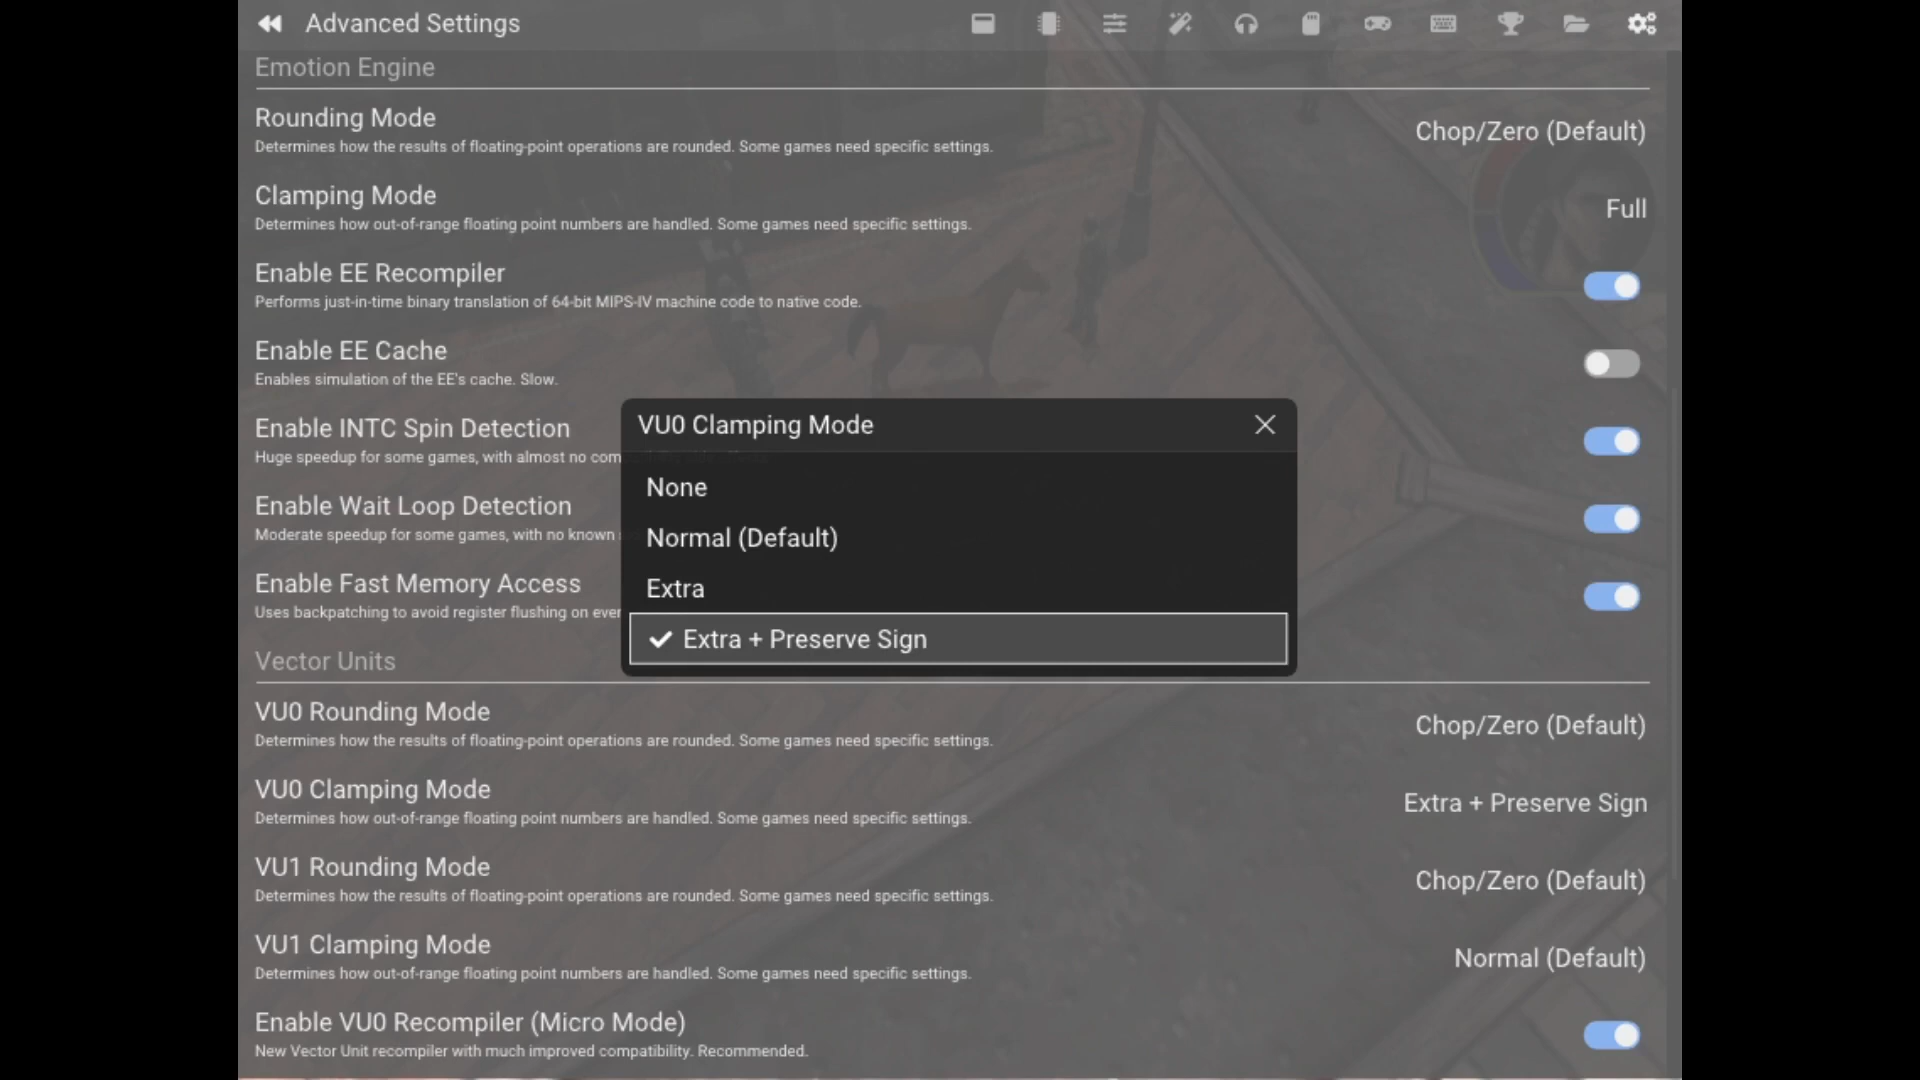 Advanced Settings
Emotion Engine
Rounding Mode
Determines how the results of floating-point operations are rounded. Some games need specific settings.
Chop/Zero (Default)
Clamping Mode
Determines how out-of-range floating point numbers are handled. Some games need specific settings.
Full
Enable EE Recompiler
Performs just-in-time binary translation of 64-bit MIPS-IV machine code to native code.
Enable EE Cache
Enables simulation of the EE's cache. Slow.
Enable INTC Spin Detection
Huge speedup for some games, with almost no com
Enable Wait Loop Detection
Moderate speedup for some games, with no known
Enable Fast Memory Access
Uses backpatching to avoid register flushing on ever
VU0 Clamping Mode
None
Normal (Default)
Extra
Extra + Preserve Sign
Vector Units
VU0 Rounding Mode
Determines how the results of floating-point operations are rounded. Some games need specific settings.
Chop/Zero (Default)
VU0 Clamping Mode
Determines how out-of-range floating point numbers are handled. Some games need specific settings.
Extra + Preserve Sign
VU1 Rounding Mode
Determines how the results of floating-point operations are rounded. Some games need specific settings.
Chop/Zero (Default)
VU1 Clamping Mode
Determines how out-of-range floating point numbers are handled. Some games need specific settings.
Normal (Default)
Enable VU0 Recompiler (Micro Mode)
New Vector Unit recompiler with much improved compatibility. Recommended.